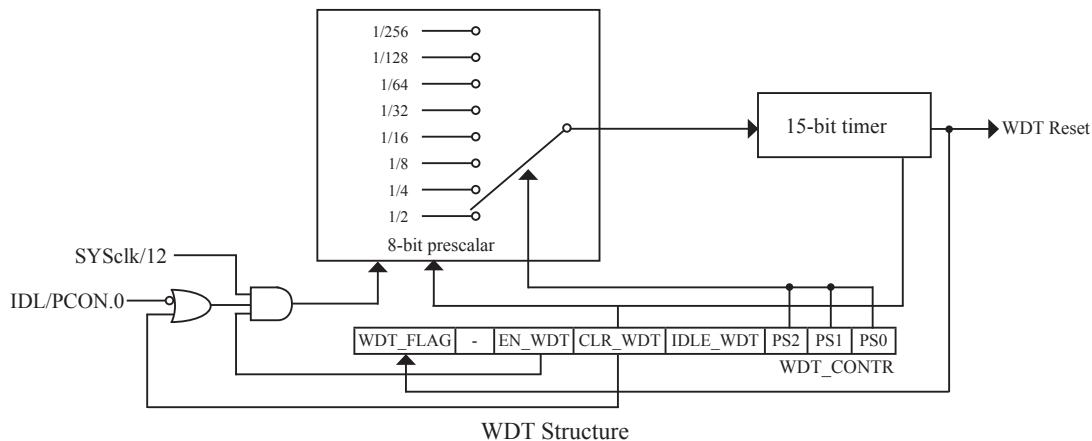 1/256
1/128
1/64
1/32
1/16
1/8
1/4
1/2
8-bit prescalar
15-bit timer
WDT Reset
SYSclk/12
IDL/PCON.0
WDT_FLAG - EN_WDT CLR_WDT IDLE_WDT PS2 PS1 PS0
WDT_CONTR
WDT Structure